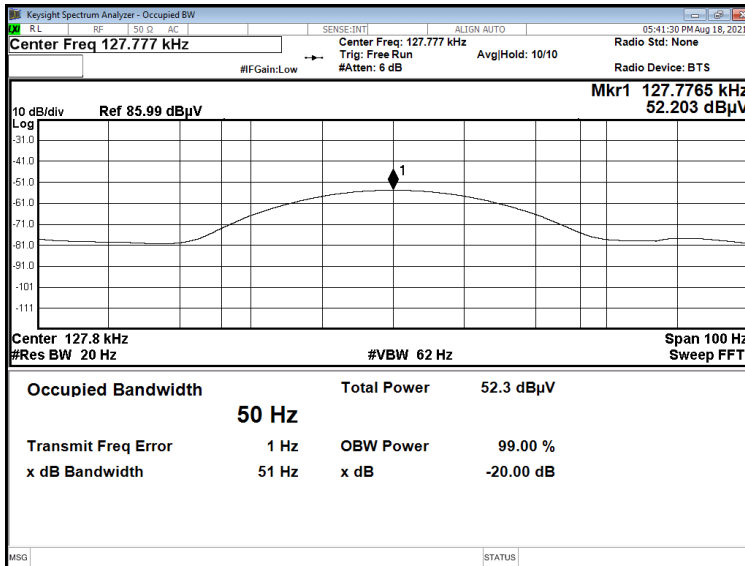 Keysight Spectrum Analyzer - Occupied BW
LXI RL RF 50 Ω AC SENSE:INT ALIGN AUTO 05:41:30 PM Aug 18, 2021
Center Freq 127.777 kHz Center Freq: 127.777 kHz Radio Std: None
Trig: Free Run Avg|Hold: 10/10
#IFGain:Low #Atten: 6 dB Radio Device: BTS
Mkr1 127.7765 kHz
10 dB/div Ref 85.99 dBµV 52.203 dBµV
Log
-31.0
-41.0
1
-51.0
-61.0
-71.0
-81.0
-91.0
-101
-111
Center 127.8 kHz Span 100 Hz
#Res BW 20 Hz #VBW 62 Hz Sweep FFT
Occupied Bandwidth Total Power 52.3 dBµV
50 Hz
Transmit Freq Error 1 Hz OBW Power 99.00 %
x dB Bandwidth 51 Hz x dB -20.00 dB
MSG STATUS